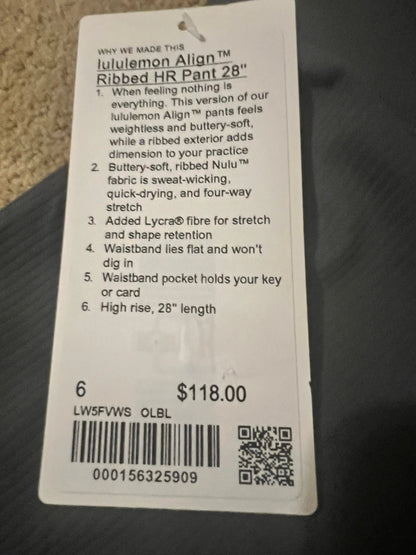 WHY WE MADE THIS
lululemon Align™
Ribbed HR Pant 28"
1. When feeling nothing is
everything. This version of our
lululemon Align™ pants feels
weightless and buttery-soft,
while a ribbed exterior adds
dimension to your practice
2. Buttery-soft, ribbed Nulu™
fabric is sweat-wicking,
quick-drying, and four-way
stretch
3. Added Lycra® fibre for stretch
and shape retention
4. Waistband lies flat and won't
dig in
5. Waistband pocket holds your key
or card
6. High rise, 28" length
6 $118.00
LW5FVWS OLBL
000156325909